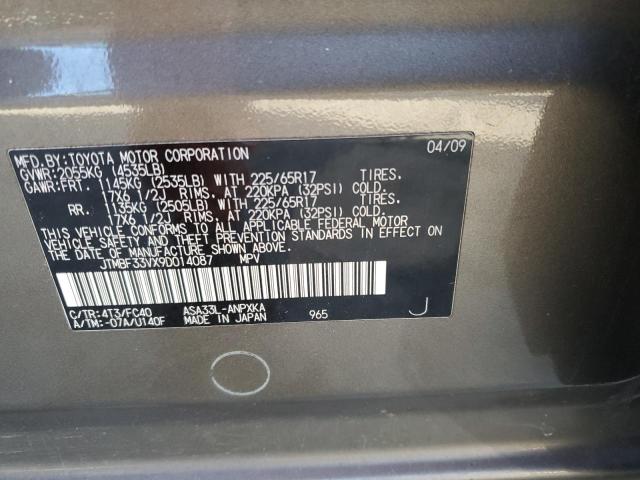 MFD.BY:TOYOTA MOTOR CORPORATION 04/09
GVWR:2055KG (4535LB)
GAWR:FRT. 1145KG (2535LB) WITH 225/65R17 TIRES.
17X6 1/2J RIMS. AT 220KPA (32PSI) COLD.
RR. 1135KG (2505LB) WITH 225/65R17 TIRES.
17X6 1/2J RIMS. AT 220KPA (32PSI) COLD.
THIS VEHICLE CONFORMS TO ALL APPLICABLE FEDERAL MOTOR
VEHICLE SAFETY AND THEFT PREVENTION STANDARDS IN EFFECT ON
THE DATE OF MANUFACTURE SHOWN ABOVE.
JTMBF33VX9D014087 MPV
C/TR:4T3/FC40 ASA33L-ANPXKA
A/TM:-07A/U140F MADE IN JAPAN 965 J